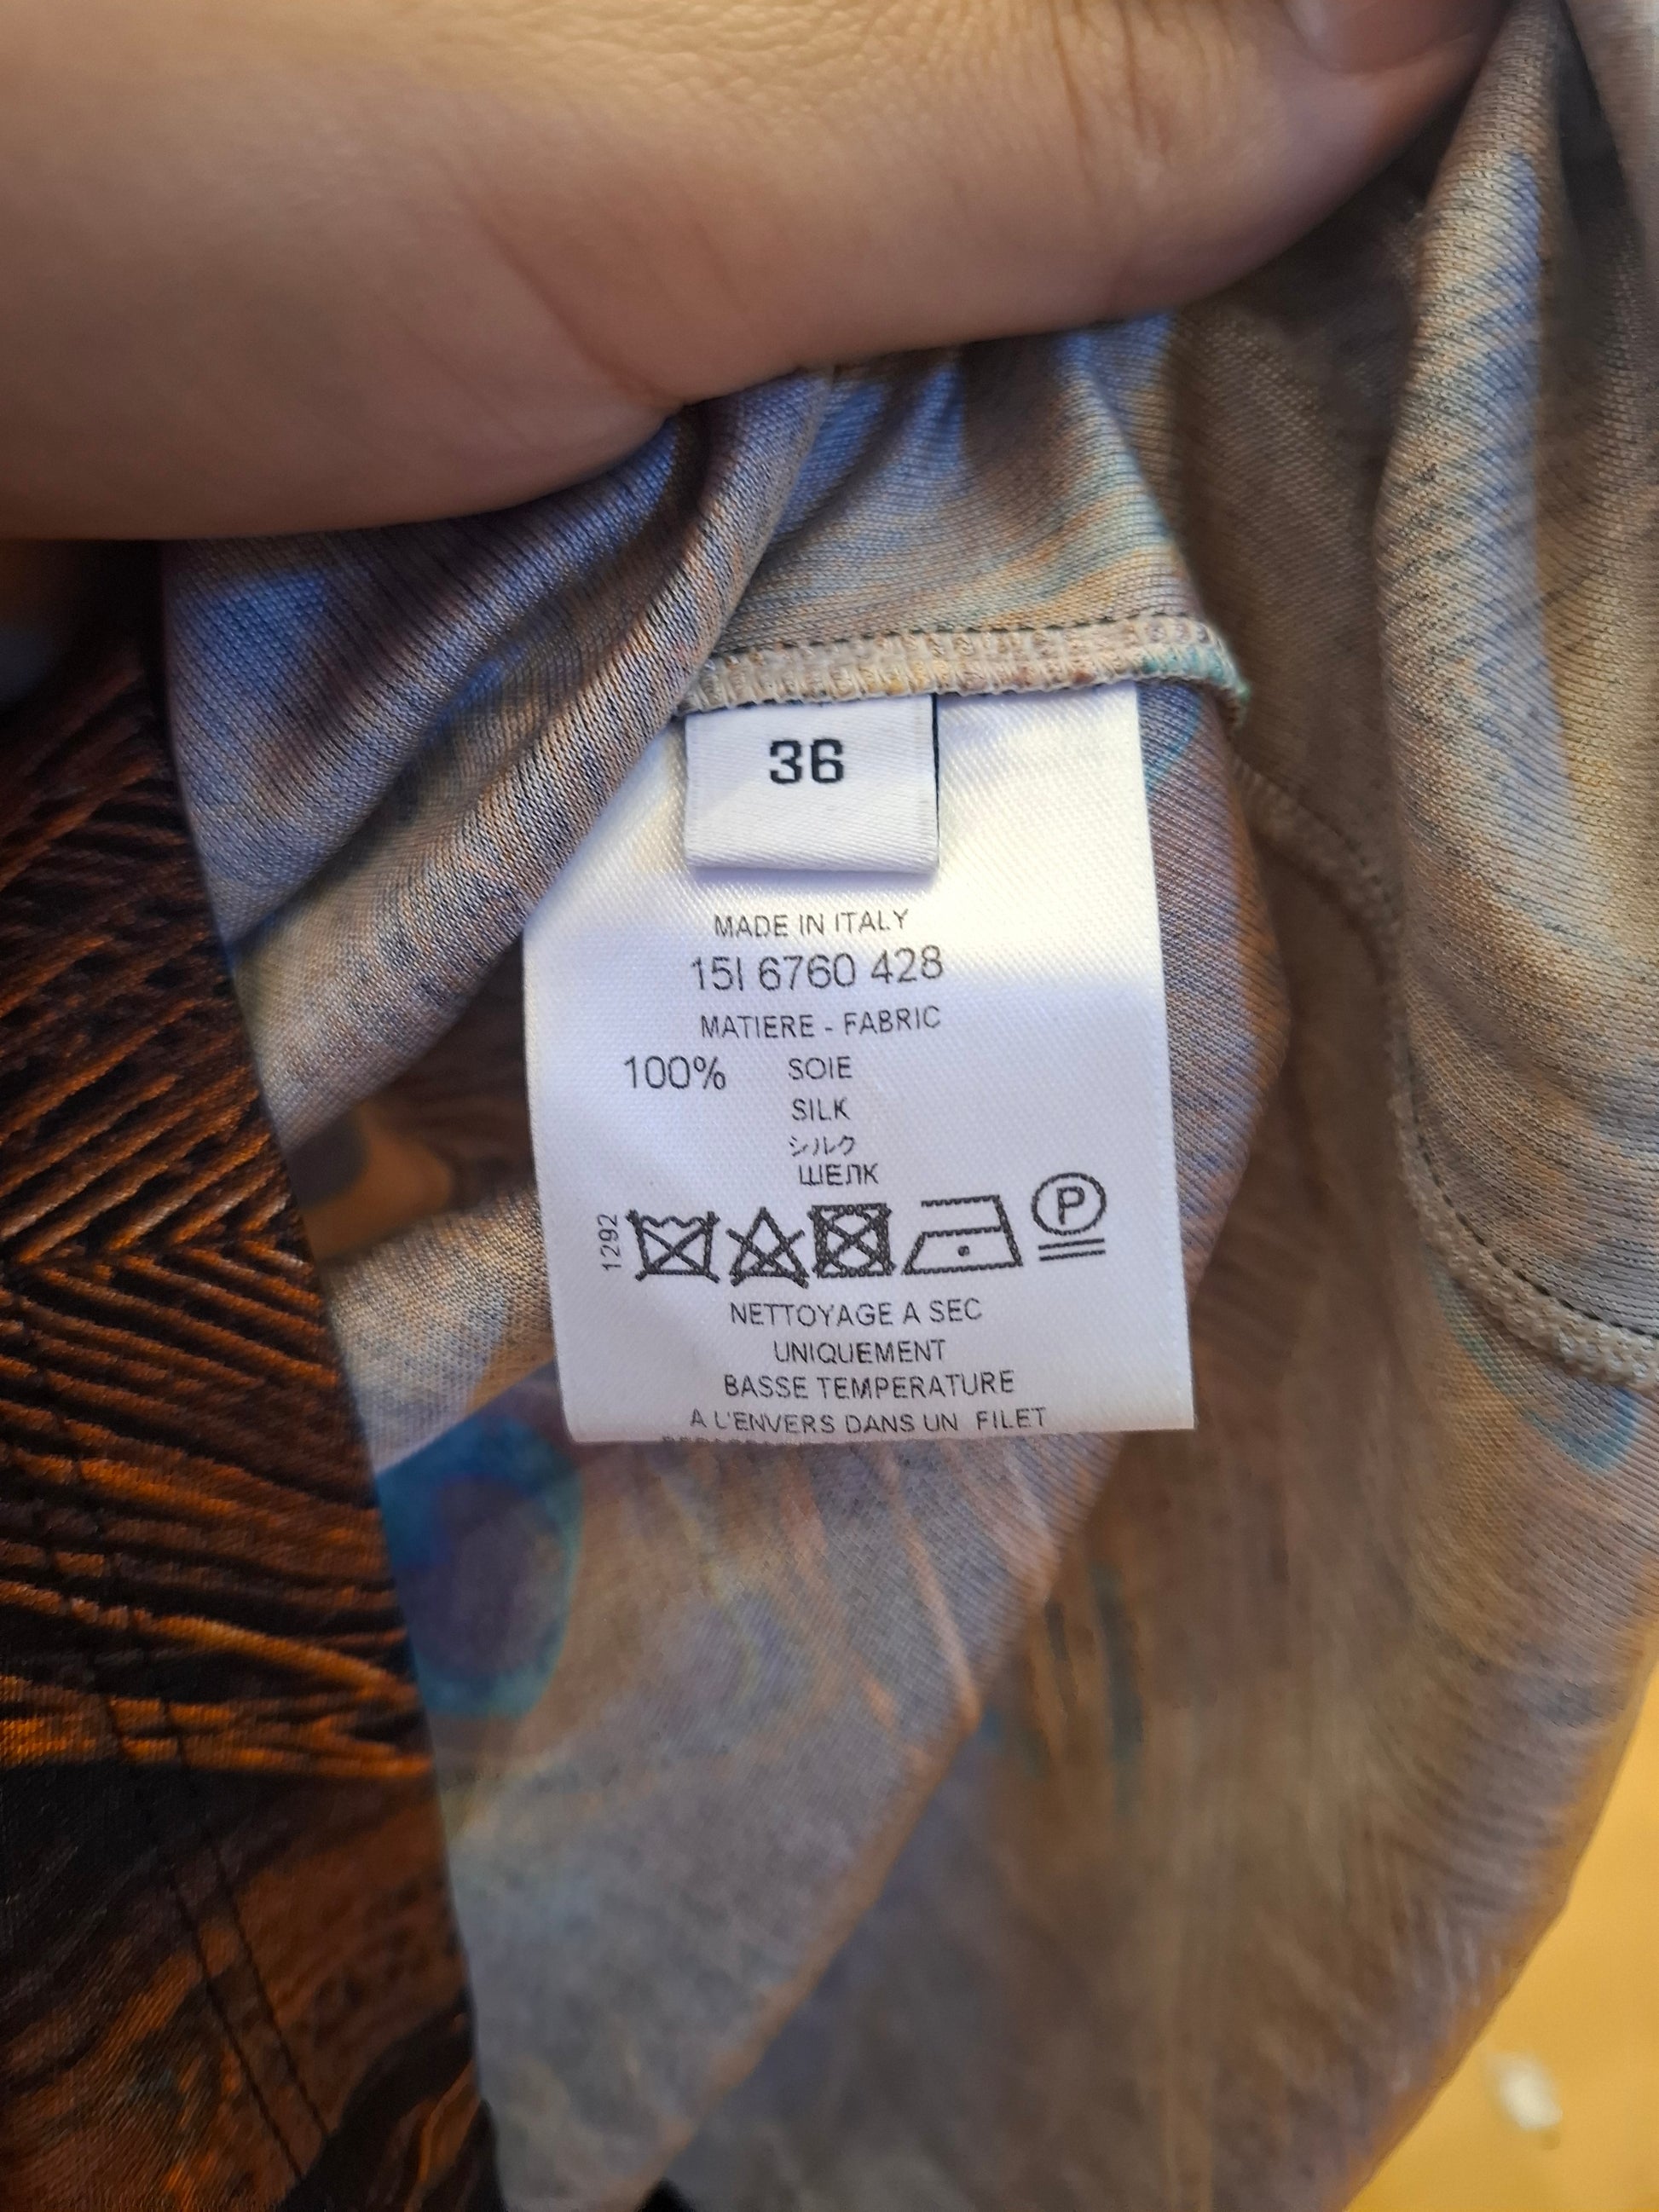 36
MADE IN ITALY
15I 6760 428
MATIERE - FABRIC
100% SOIE
SILK
シルク
ШЕЛК
1292
P
NETTOYAGE A SEC
UNIQUEMENT
BASSE TEMPERATURE
A L'ENVERS DANS UN FILET